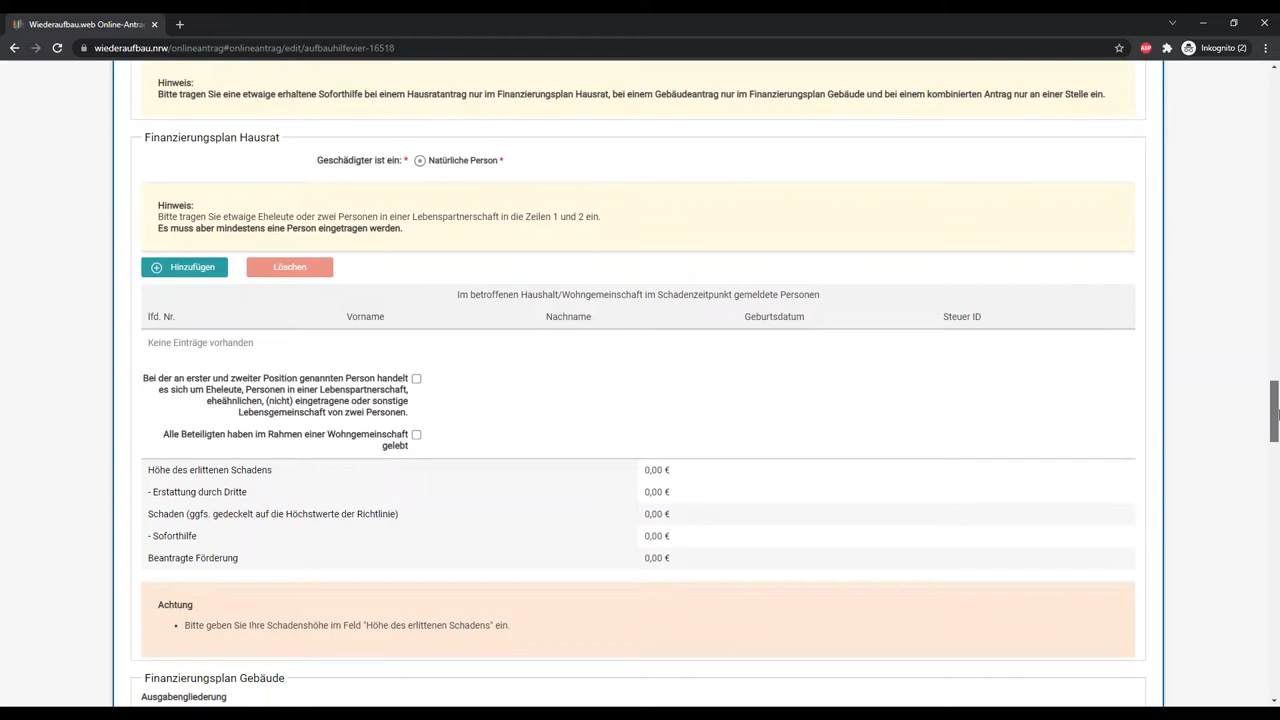 Wiederaufbau.web Online-Antra
wiederaufbau.nrw/onlineantrag#onlineantrag/edit/aufbauhilfevier-16518
ABP
Inkognito (2)
Hinweis:
Bitte tragen Sie eine etwaige erhaltene Soforthilfe bei einem Hausratantrag nur im Finanzierungsplan Hausrat, bei einem Gebäudeantrag nur im Finanzierungsplan Gebäude und bei einem kombinierten Antrag nur an einer Stelle ein.
Finanzierungsplan Hausrat
Geschädigter ist ein: * Natürliche Person *
Hinweis:
Bitte tragen Sie etwaige Eheleute oder zwei Personen in einer Lebenspartnerschaft in die Zeilen 1 und 2 ein.
Es muss aber mindestens eine Person eingetragen werden.
Hinzufügen Löschen
Im betroffenen Haushalt/Wohngemeinschaft im Schadenzeitpunkt gemeldete Personen
lfd. Nr. Vorname Nachname Geburtsdatum Steuer ID
Keine Einträge vorhanden
Bei der an erster und zweiter Position genannten Person handelt
es sich um Eheleute, Personen in einer Lebenspartnerschaft,
eheähnlichen, (nicht) eingetragene oder sonstige
Lebensgemeinschaft von zwei Personen.
Alle Beteiligten haben im Rahmen einer Wohngemeinschaft
gelebt
Höhe des erlittenen Schadens 0,00 €
- Erstattung durch Dritte 0,00 €
Schaden (ggfs. gedeckelt auf die Höchstwerte der Richtlinie) 0,00 €
- Soforthilfe 0,00 €
Beantragte Förderung 0,00 €
Achtung
• Bitte geben Sie Ihre Schadenshöhe im Feld "Höhe des erlittenen Schadens" ein.
Finanzierungsplan Gebäude
Ausgabengliederung